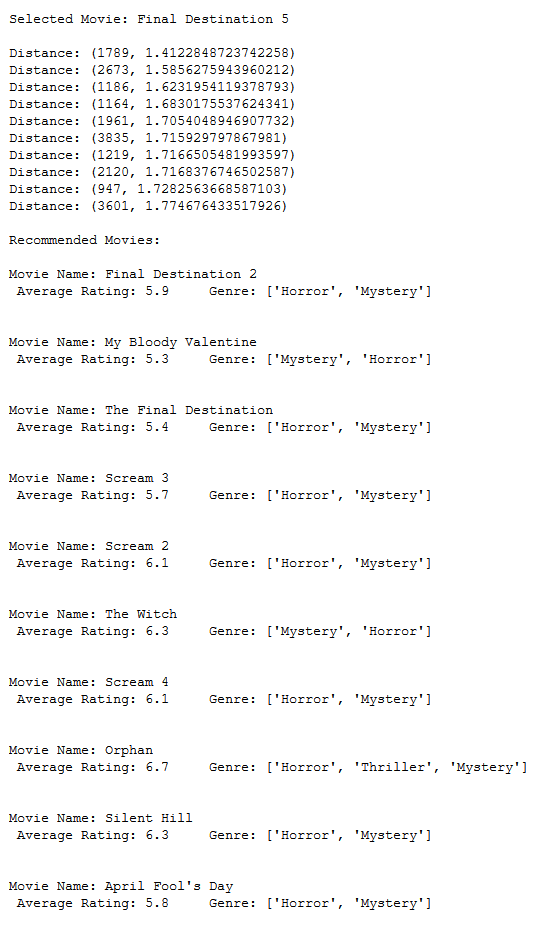 Selected Movie: Final Destination 5
Distance: (1789, 1.4122848723742258)
Distance: (2673, 1.5856275943960212)
Distance: (1186, 1.6231954119378793)
Distance: (1164, 1.6830175537624341)
Distance: (1961, 1.7054048946907732)
Distance: (3835, 1.715929797867981)
Distance: (1219, 1.7166505481993597)
Distance: (2120, 1.7168376746502587)
Distance: (947, 1.7282563668587103)
Distance: (3601, 1.774676433517926)
Recommended Movies:
Movie Name: Final Destination 2
Average Rating: 5.9     Genre: ['Horror', 'Mystery']
Movie Name: My Bloody Valentine
Average Rating: 5.3     Genre: ['Mystery', 'Horror']
Movie Name: The Final Destination
Average Rating: 5.4     Genre: ['Horror', 'Mystery']
Movie Name: Scream 3
Average Rating: 5.7     Genre: ['Horror', 'Mystery']
Movie Name: Scream 2
Average Rating: 6.1     Genre: ['Horror', 'Mystery']
Movie Name: The Witch
Average Rating: 6.3     Genre: ['Mystery', 'Horror']
Movie Name: Scream 4
Average Rating: 6.1     Genre: ['Horror', 'Mystery']
Movie Name: Orphan
Average Rating: 6.7     Genre: ['Horror', 'Thriller', 'Mystery']
Movie Name: Silent Hill
Average Rating: 6.3     Genre: ['Horror', 'Mystery']
Movie Name: April Fool's Day
Average Rating: 5.8     Genre: ['Horror', 'Mystery']